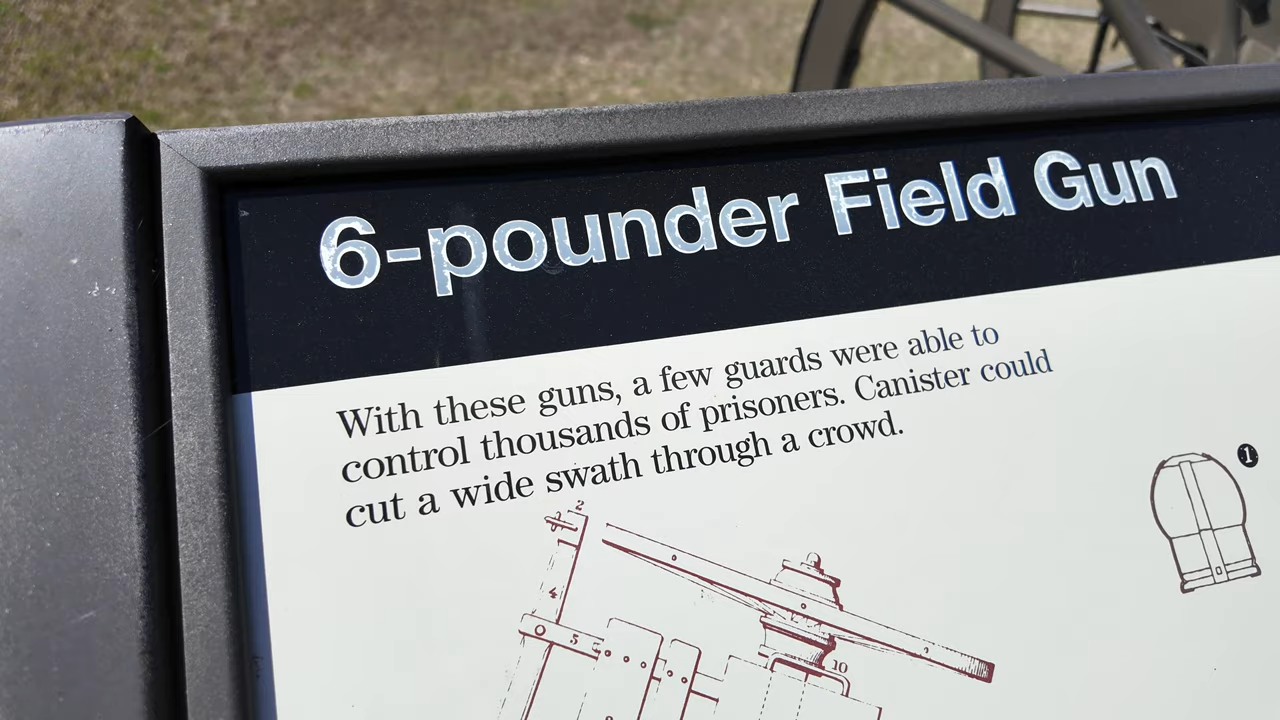 6-pounder Field Gun
With these guns, a few guards were able to
control thousands of prisoners. Canister could
cut a wide swath through a crowd.
1
2
4
5
10